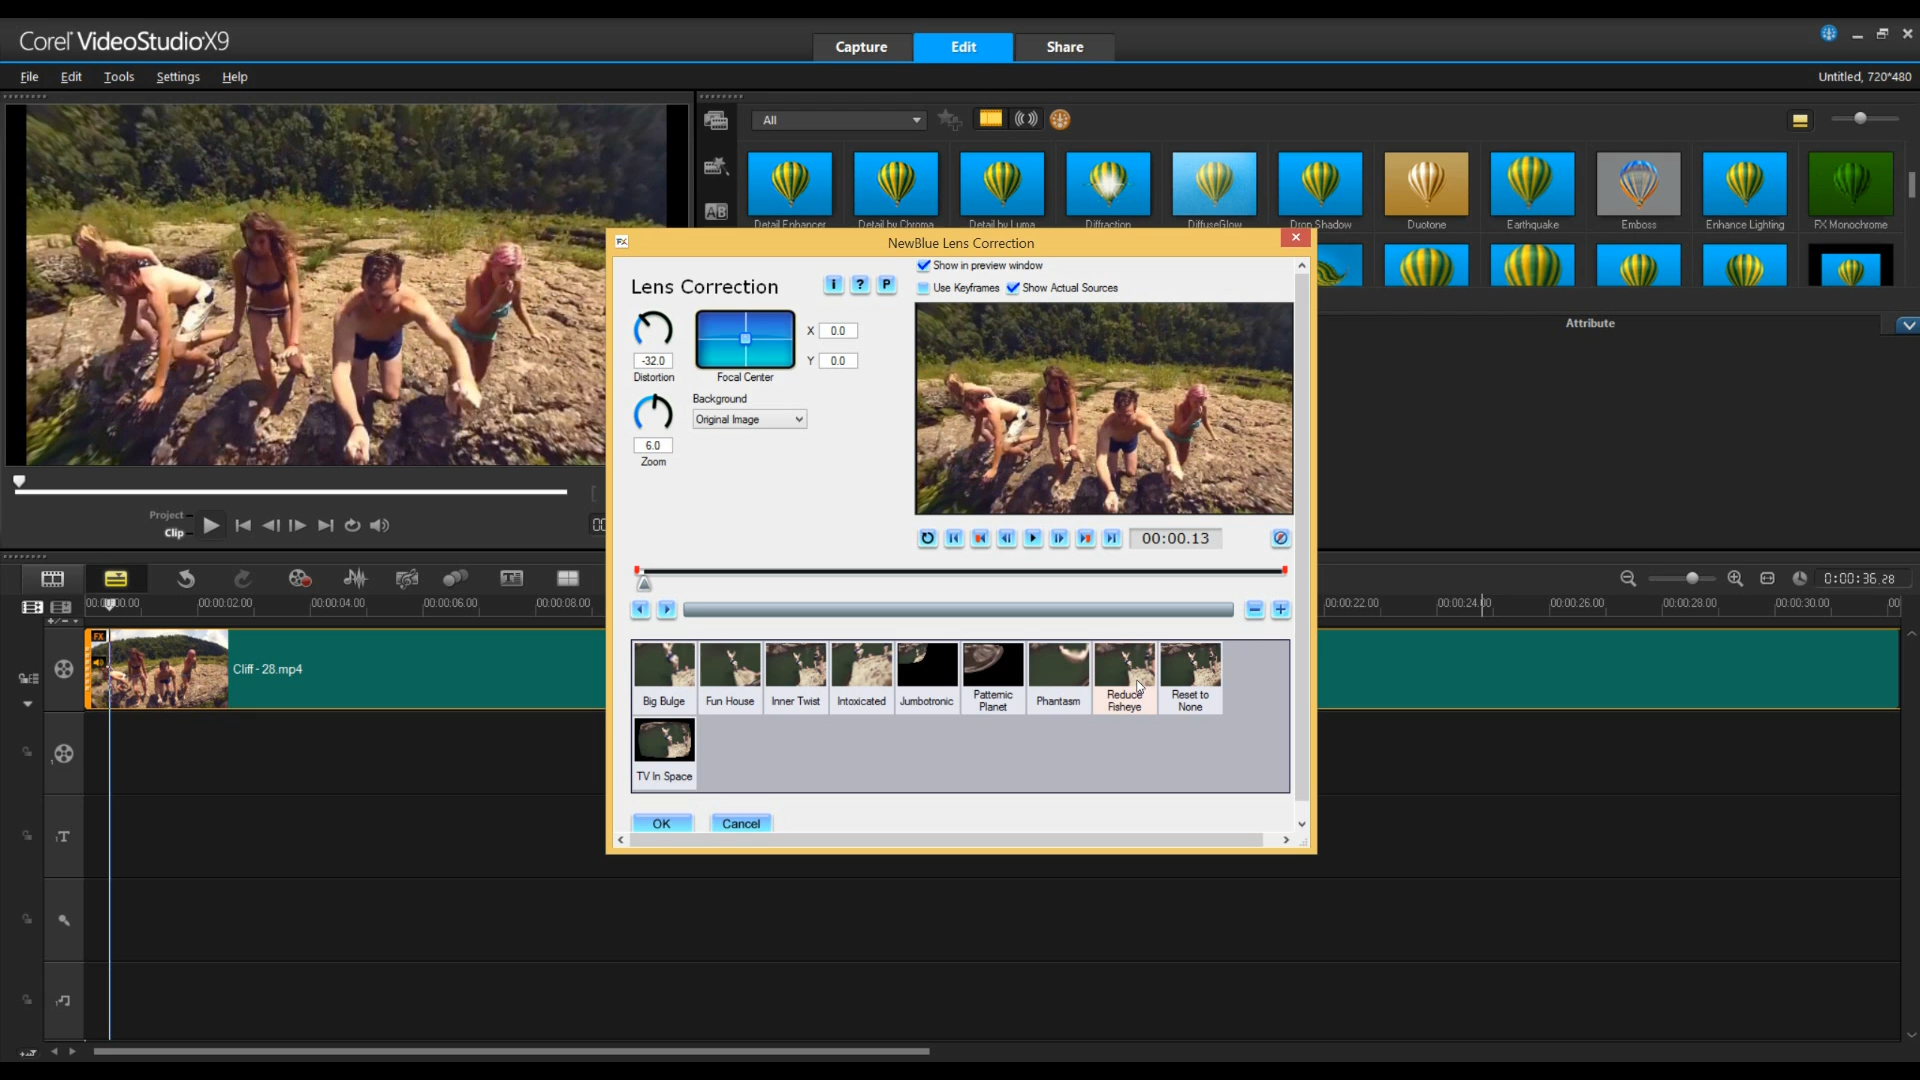 Corel VideoStudio X9
Capture
Edit
Share
File
Edit
Tools
Settings
Help
Untitled, 720*480
All
Detail Enhancer
Detail by Chroma
Detail by Luma
Diffraction
DiffuseGlow
Drop Shadow
Duotone
Earthquake
Emboss
Enhance Lighting
FX Monochrome
Attribute
FX
NewBlue Lens Correction
Lens Correction
i
?
P
Show in preview window
Use Keyframes
Show Actual Sources
-32.0
Distortion
Focal Center
X 0.0
Y 0.0
Background
Original Image
6.0
Zoom
00:00.13
Big Bulge
Fun House
Inner Twist
Intoxicated
Jumbotronic
Patternic
Planet
Phantasm
Reduce
Fisheye
Reset to
None
TV In Space
OK
Cancel
Project
Clip
0:00:36.28
00:00:02.00
00:00:04.00
00:00:06.00
00:00:08.00
00:00:22.00
00:00:24.00
00:00:26.00
00:00:28.00
00:00:30.00
FX
Cliff - 28.mp4